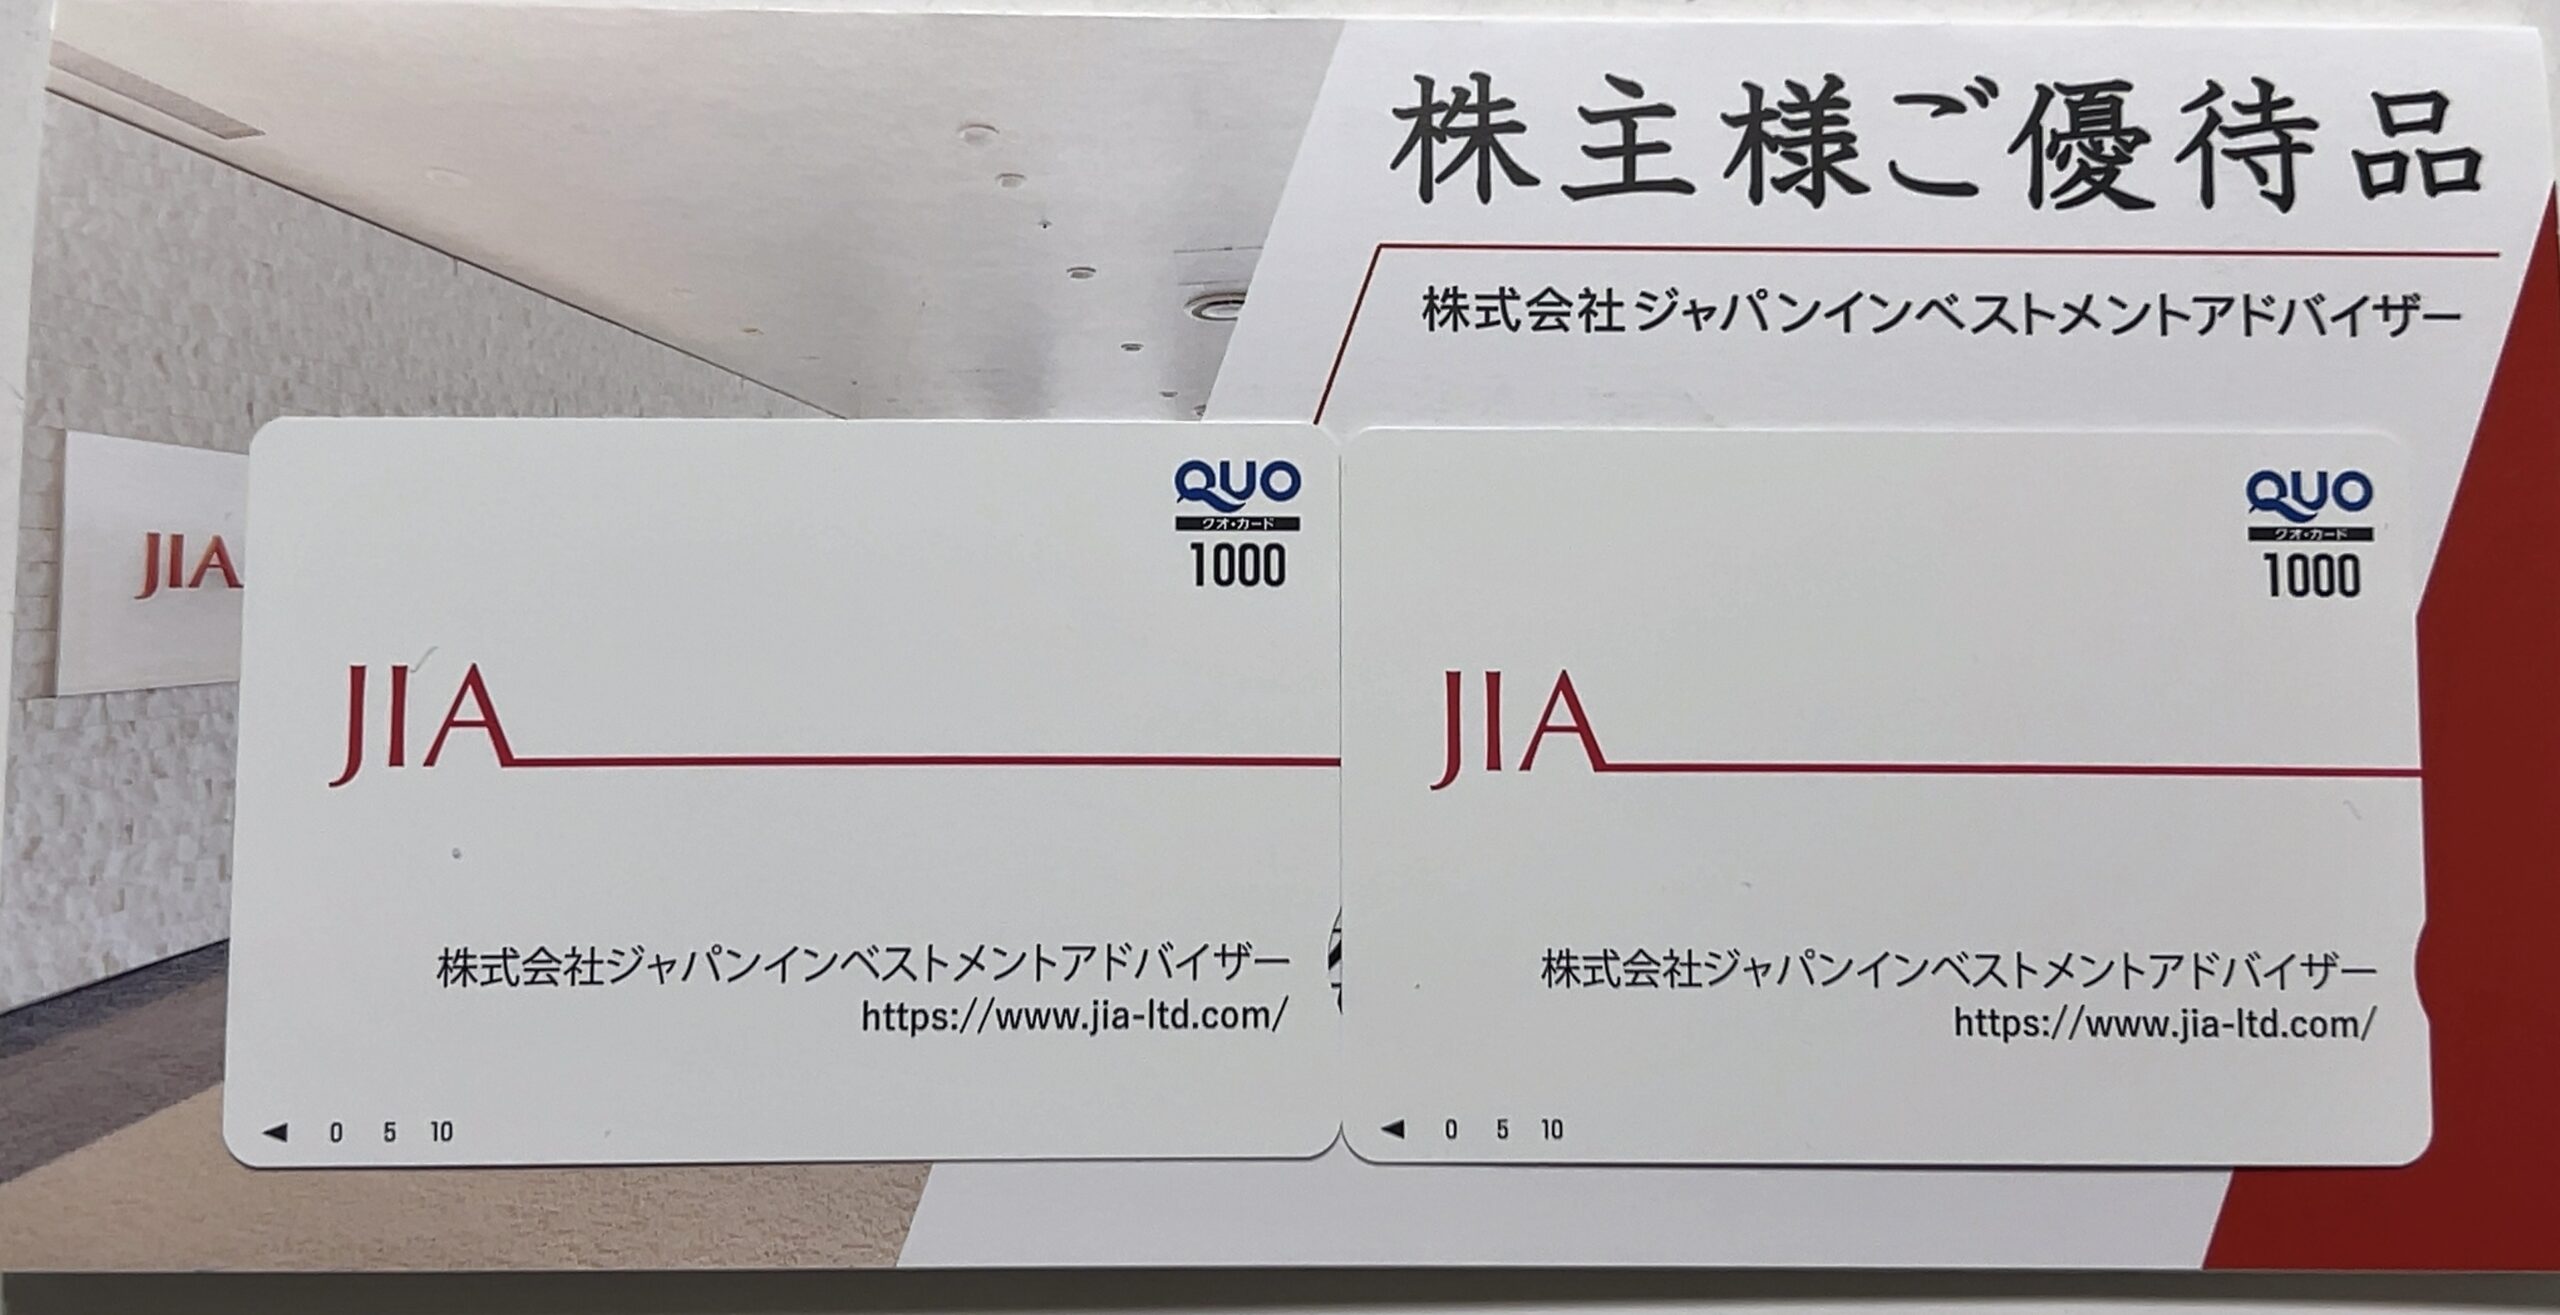 株主様ご優待品
株式会社ジャパンインベストメントアドバイザー
JIA
QUO
クオ・カード
1000
JIA
株式会社ジャパンインベストメントアドバイザー
https://www.jia-ltd.com/
◀ 0 5 10
QUO
クオ・カード
1000
JIA
株式会社ジャパンインベストメントアドバイザー
https://www.jia-ltd.com/
◀ 0 5 10